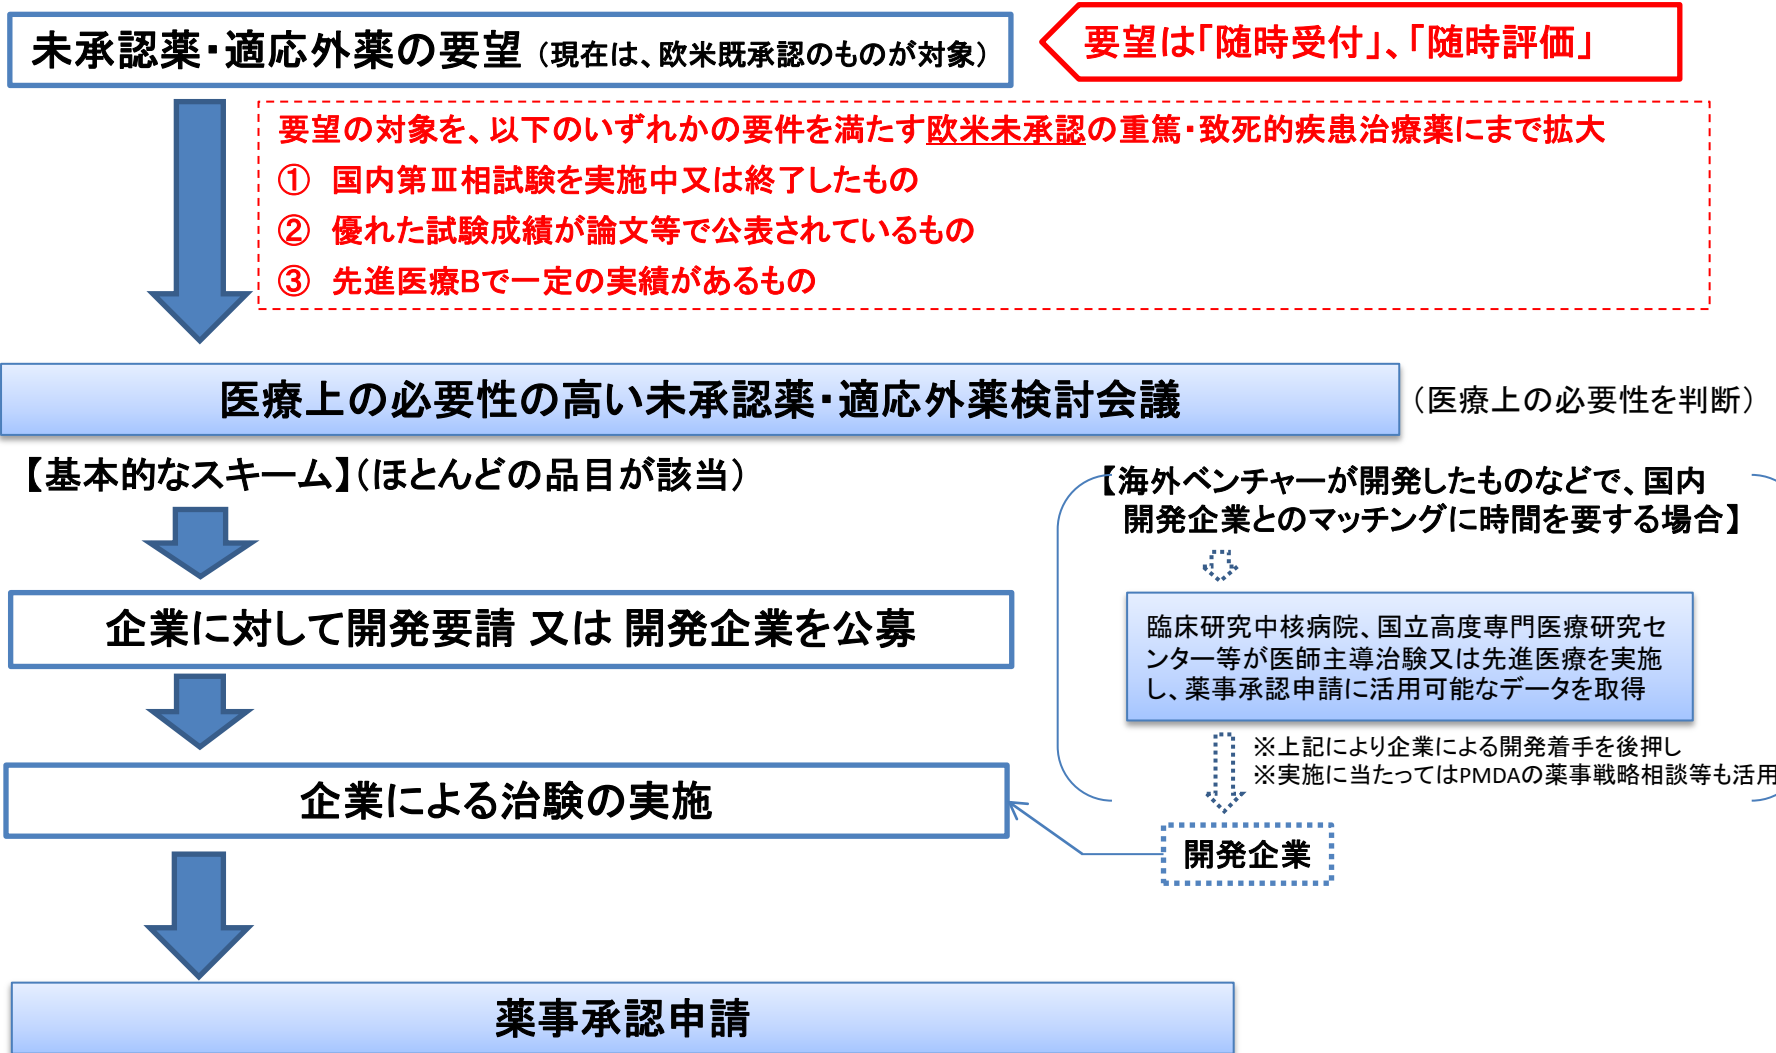 未承認薬・適応外薬の要望（現在は、欧米既承認のものが対象）
要望は「随時受付」、「随時評価」
要望の対象を、以下のいずれかの要件を満たす欧米未承認の重篤・致死的疾患治療薬にまで拡大
① 国内第Ⅲ相試験を実施中又は終了したもの
② 優れた試験成績が論文等で公表されているもの
③ 先進医療Bで一定の実績があるもの
医療上の必要性の高い未承認薬・適応外薬検討会議
（医療上の必要性を判断）
【基本的なスキーム】（ほとんどの品目が該当）
企業に対して開発要請 又は 開発企業を公募
企業による治験の実施
【海外ベンチャーが開発したものなどで、国内
開発企業とのマッチングに時間を要する場合】
臨床研究中核病院、国立高度専門医療研究セ
ンター等が医師主導治験又は先進医療を実施
し、薬事承認申請に活用可能なデータを取得
※上記により企業による開発着手を後押し
※実施に当たってはPMDAの薬事戦略相談等も活用
開発企業
薬事承認申請